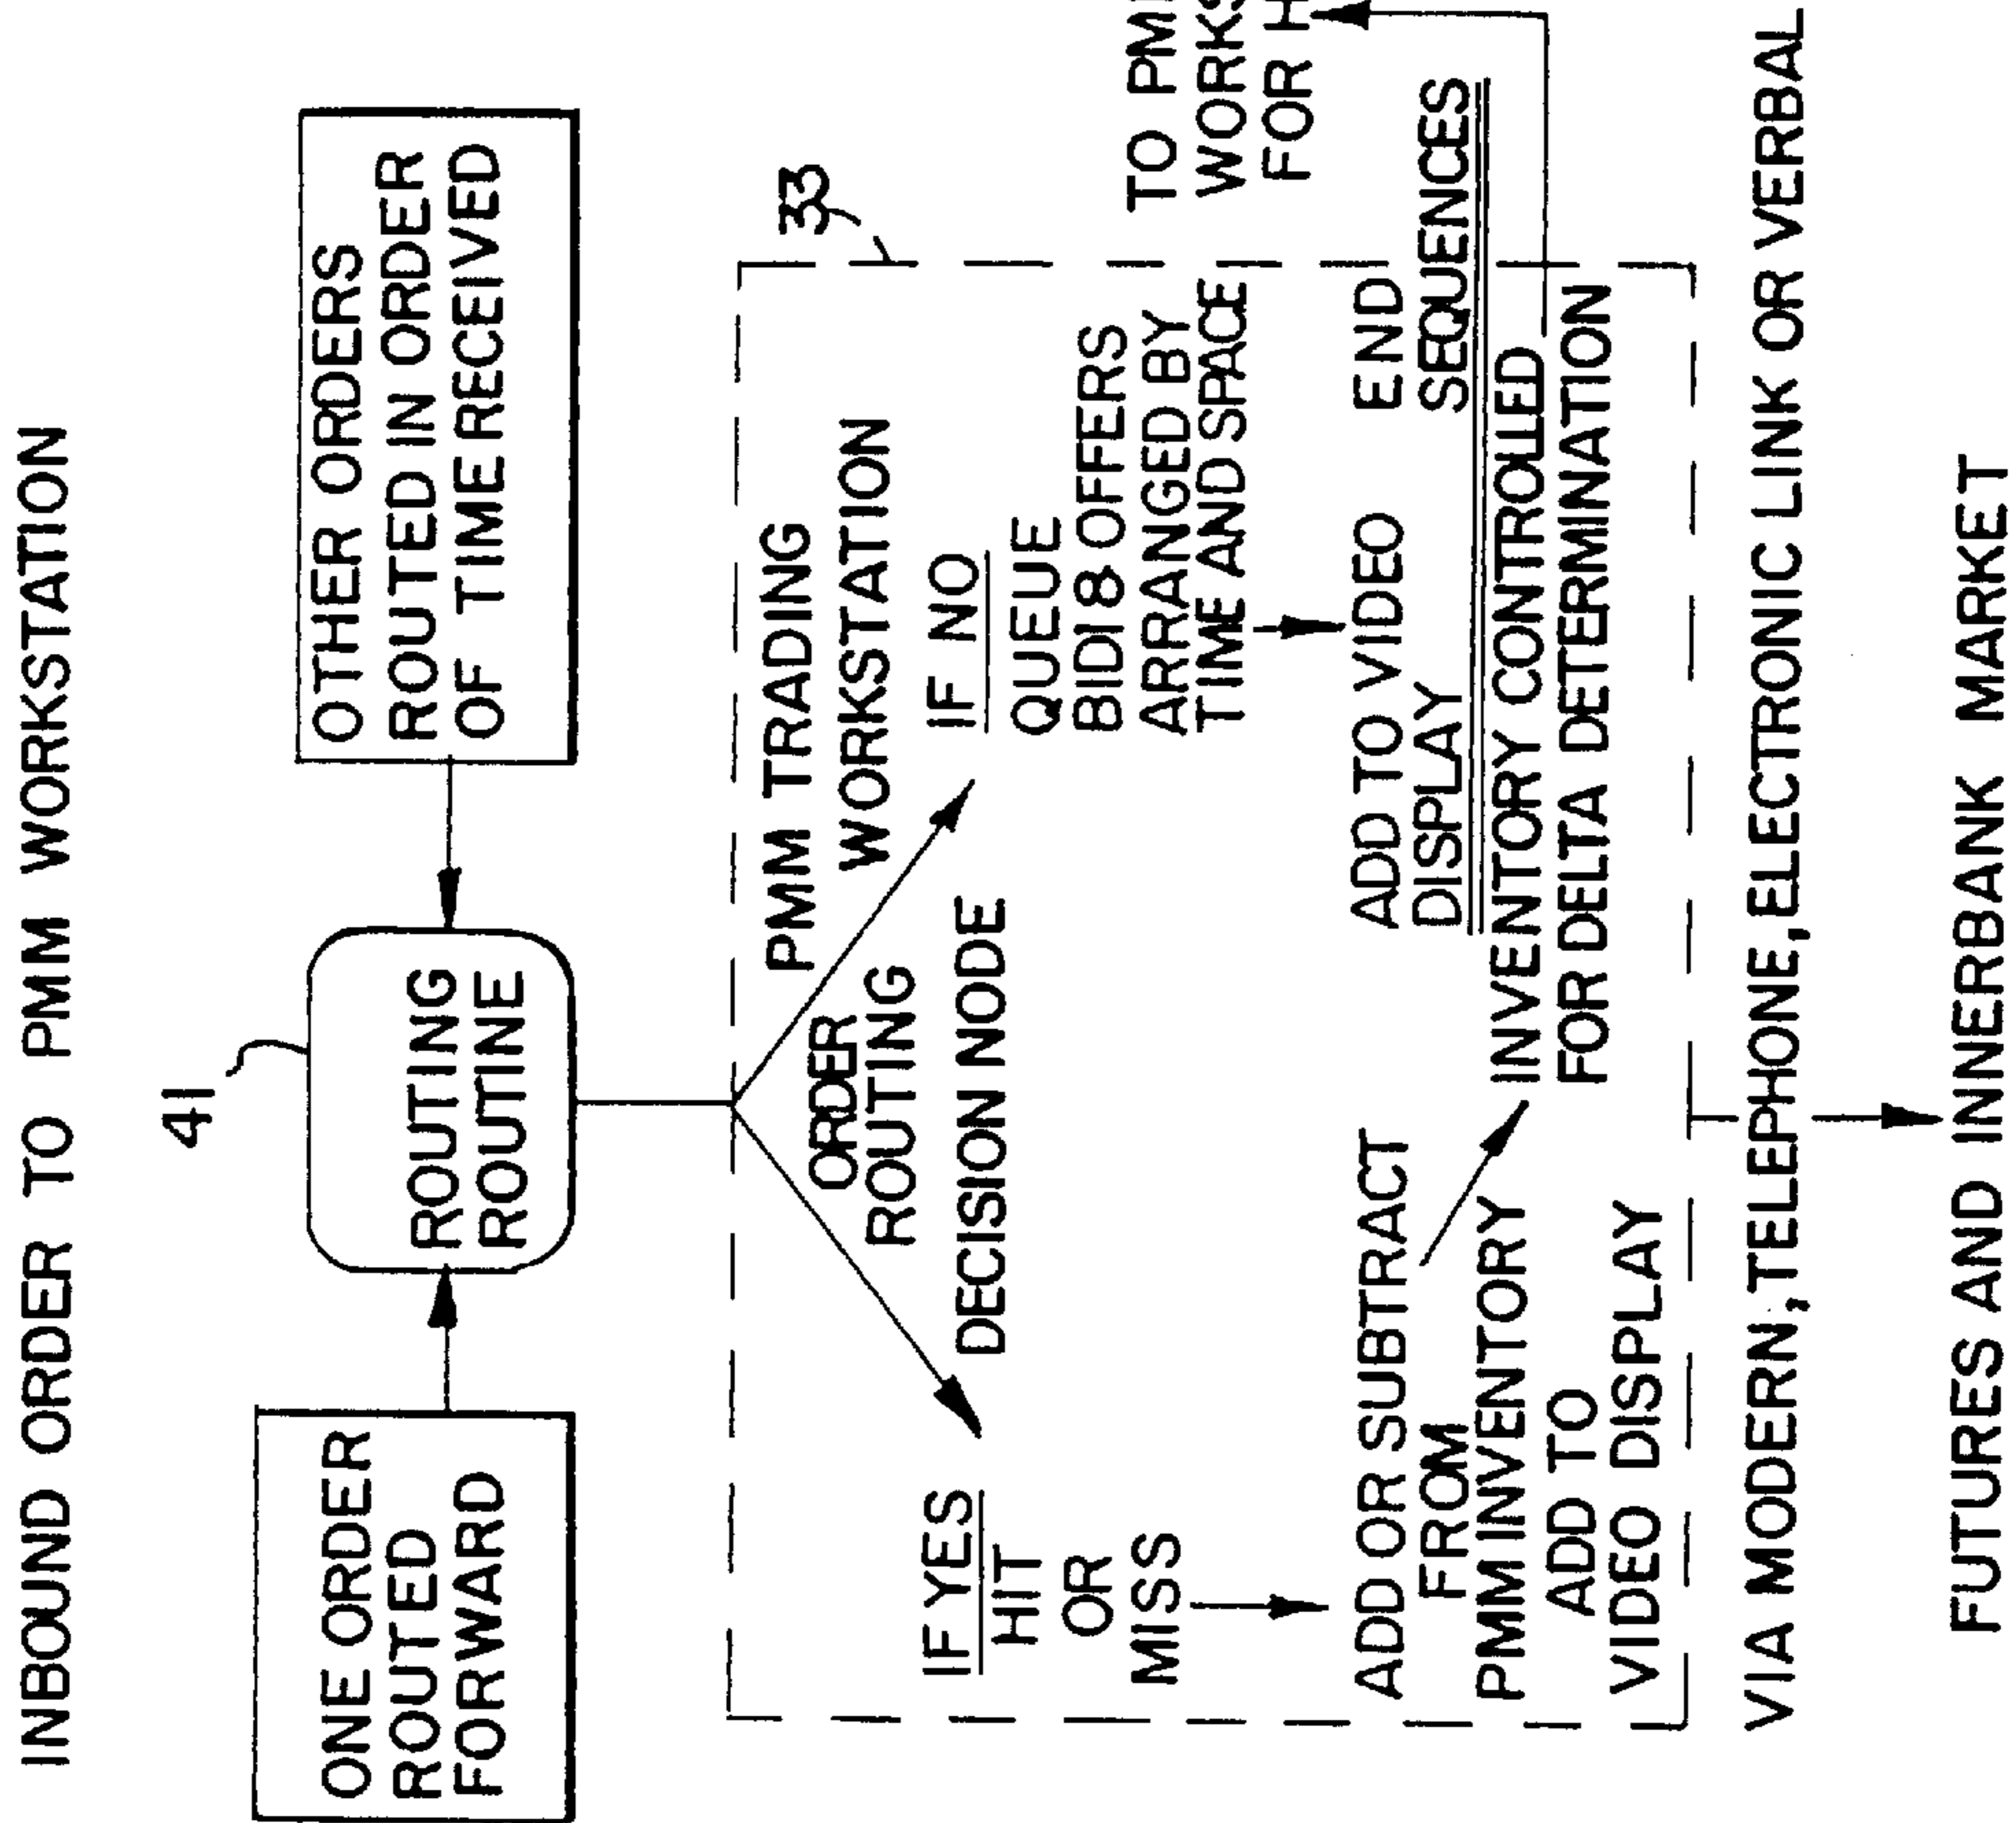 INBOUND ORDER TO PMM WORKSTATION
41
ONE ORDER
ROUTED
FORWARD
ROUTING
ROUTINE
OTHER ORDERS
ROUTED IN ORDER
OF TIME RECEIVED
33
PMM TRADING
WORKSTATION
ORDER
ROUTING
DECISION NODE
IF YES
HIT
OR
MISS
IF NO
QUEUE
BIDI & OFFERS
ARRANGED BY
TIME AND SPACE
ADD OR SUBTRACT
FROM
PMM INVENTORY
ADD TO
VIDEO DISPLAY
ADD TO VIDEO
DISPLAY
END
SEQUENCES
INVENTORY CONTROLLED
FOR DELTA DETERMINATION
TO
FOR
VIA MODERN, TELEPHONE, ELECTRONIC LINK OR VERBAL
FUTURES AND INNERBANK MARKET